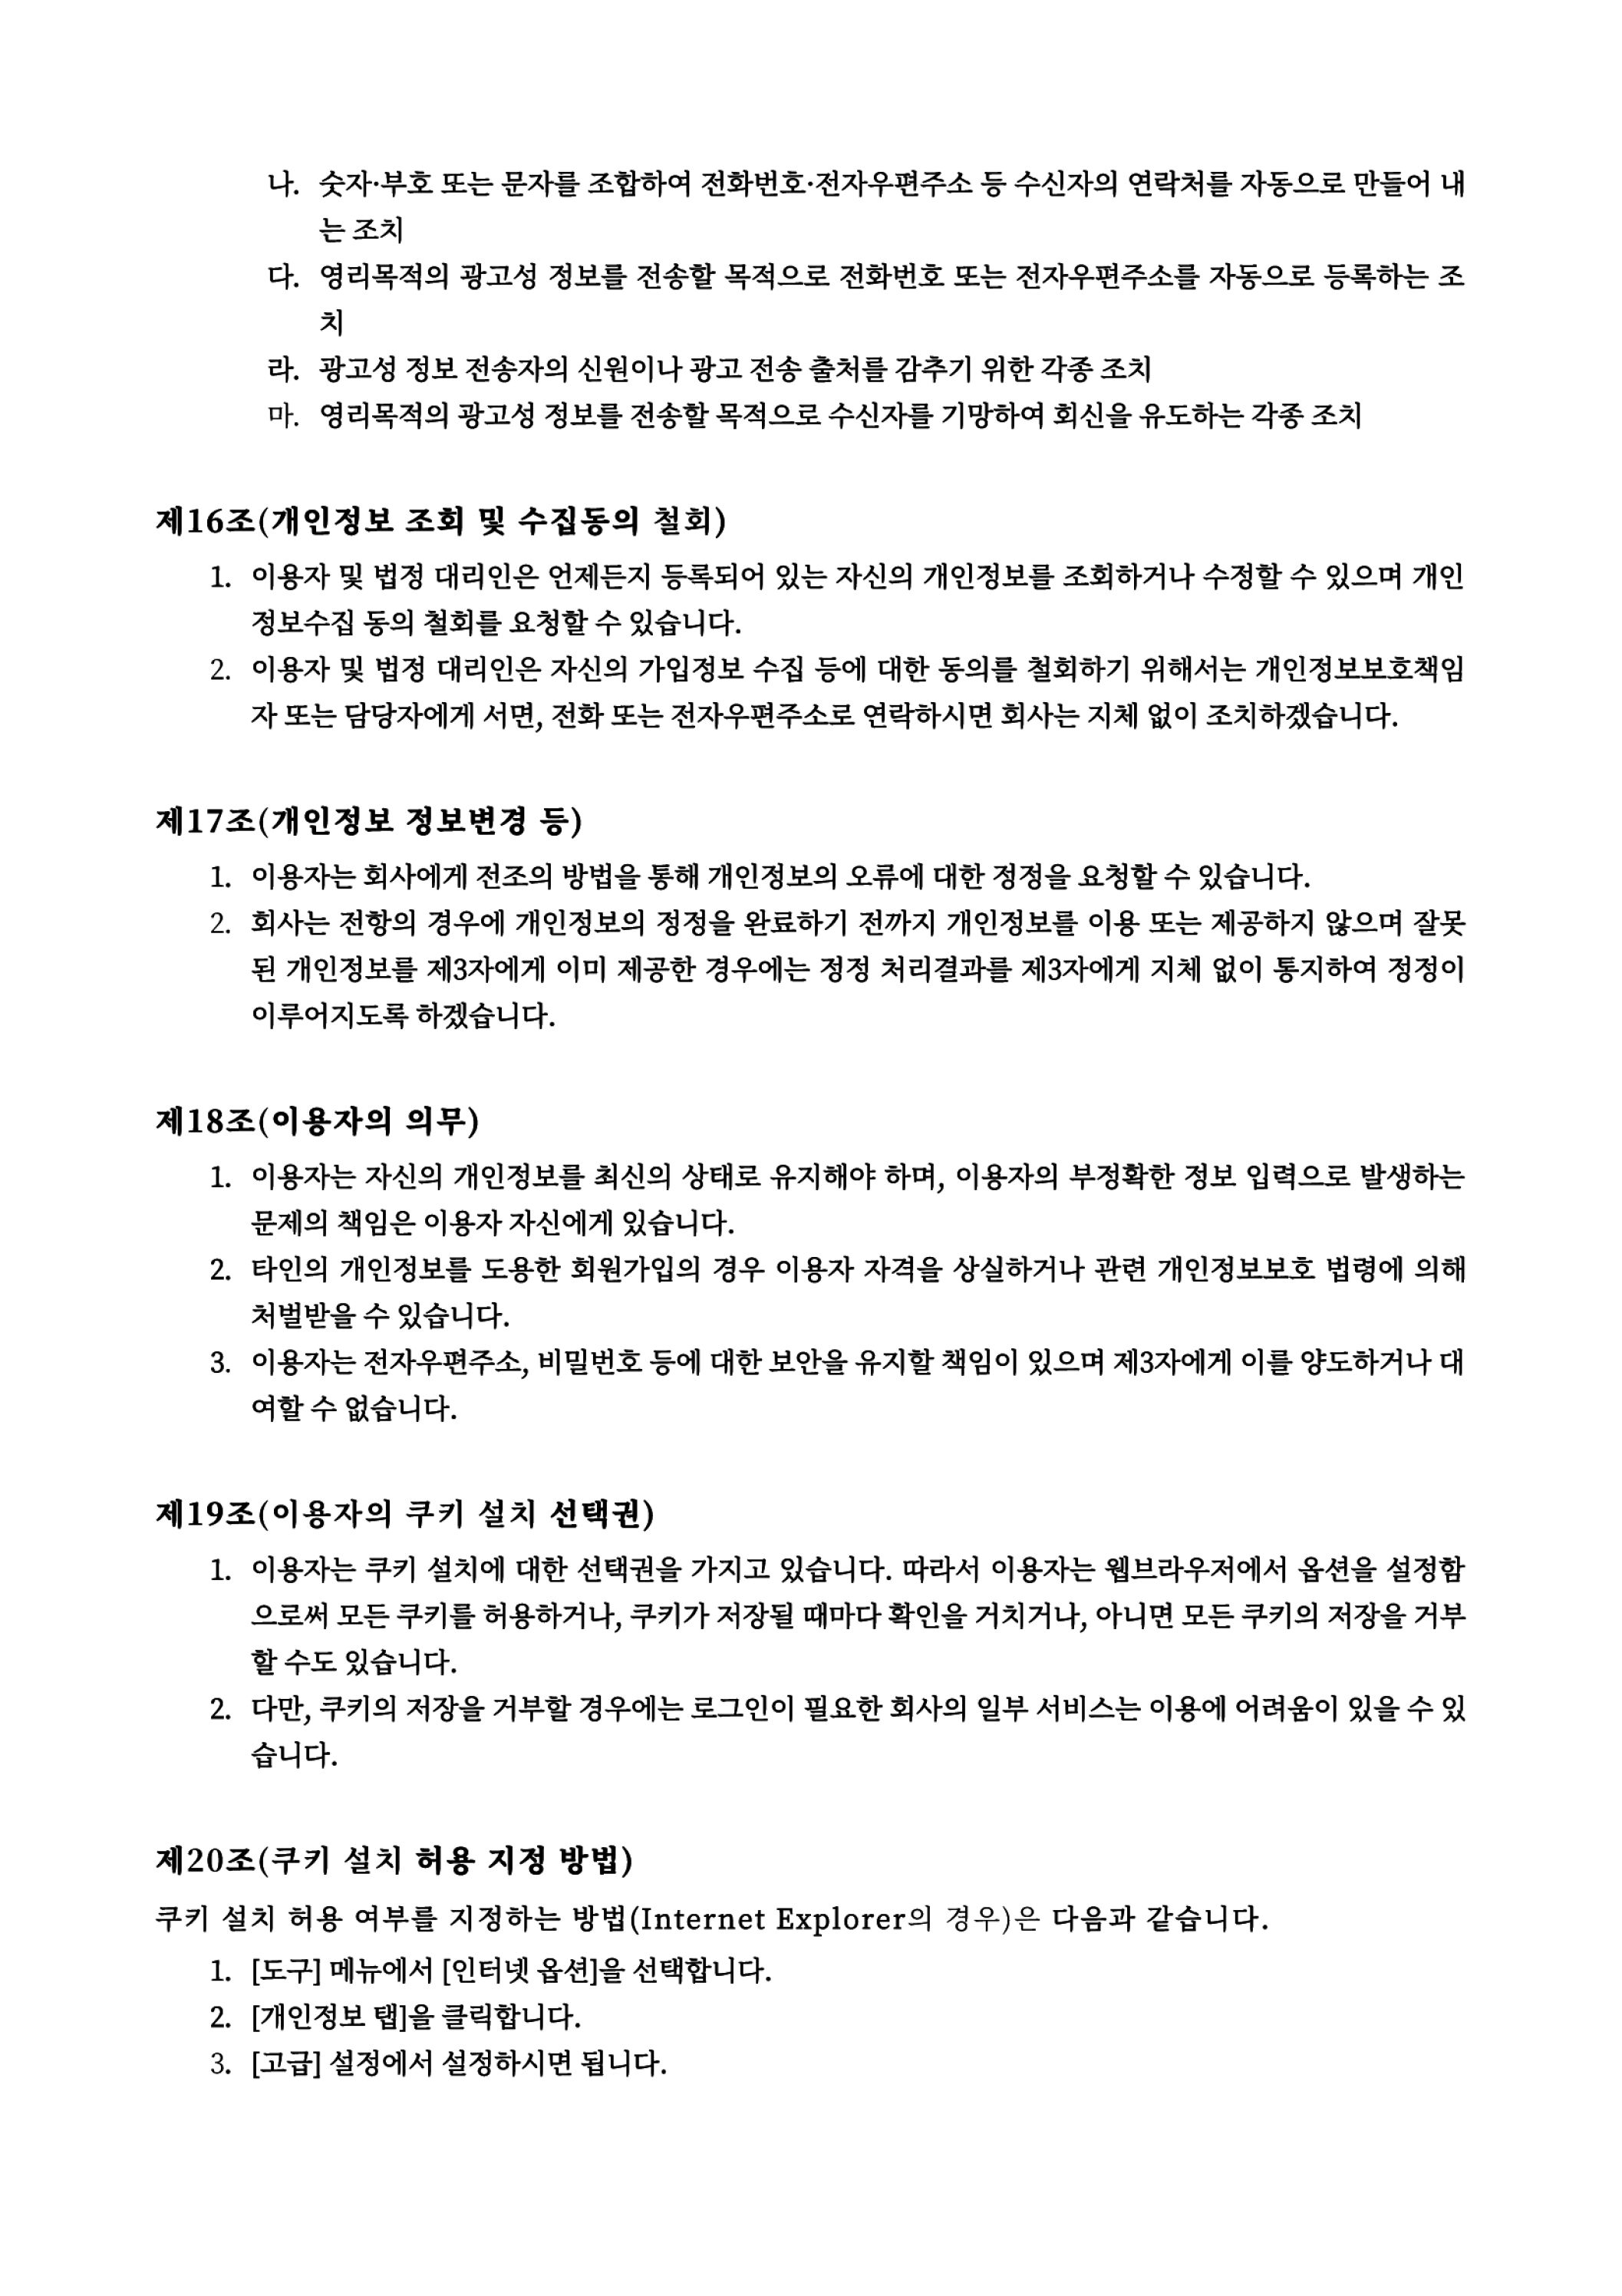 나. 숫자·부호 또는 문자를 조합하여 전화번호·전자우편주소 등 수신자의 연락처를 자동으로 만들어 내
는 조치
다. 영리목적의 광고성 정보를 전송할 목적으로 전화번호 또는 전자우편주소를 자동으로 등록하는 조
치
라. 광고성 정보 전송자의 신원이나 광고 전송 출처를 감추기 위한 각종 조치
마. 영리목적의 광고성 정보를 전송할 목적으로 수신자를 기망하여 회신을 유도하는 각종 조치
제16조(개인정보 조회 및 수집동의 철회)
1. 이용자 및 법정 대리인은 언제든지 등록되어 있는 자신의 개인정보를 조회하거나 수정할 수 있으며 개인
정보수집 동의 철회를 요청할 수 있습니다.
2. 이용자 및 법정 대리인은 자신의 가입정보 수집 등에 대한 동의를 철회하기 위해서는 개인정보보호책임
자 또는 담당자에게 서면, 전화 또는 전자우편주소로 연락하시면 회사는 지체 없이 조치하겠습니다.
제17조(개인정보 정보변경 등)
1. 이용자는 회사에게 전조의 방법을 통해 개인정보의 오류에 대한 정정을 요청할 수 있습니다.
2. 회사는 전항의 경우에 개인정보의 정정을 완료하기 전까지 개인정보를 이용 또는 제공하지 않으며 잘못
된 개인정보를 제3자에게 이미 제공한 경우에는 정정 처리결과를 제3자에게 지체 없이 통지하여 정정이
이루어지도록 하겠습니다.
제18조(이용자의 의무)
1. 이용자는 자신의 개인정보를 최신의 상태로 유지해야 하며, 이용자의 부정확한 정보 입력으로 발생하는
문제의 책임은 이용자 자신에게 있습니다.
2. 타인의 개인정보를 도용한 회원가입의 경우 이용자 자격을 상실하거나 관련 개인정보보호 법령에 의해
처벌받을 수 있습니다.
3. 이용자는 전자우편주소, 비밀번호 등에 대한 보안을 유지할 책임이 있으며 제3자에게 이를 양도하거나 대
여할 수 없습니다.
제19조(이용자의 쿠키 설치 선택권)
1. 이용자는 쿠키 설치에 대한 선택권을 가지고 있습니다. 따라서 이용자는 웹브라우저에서 옵션을 설정함
으로써 모든 쿠키를 허용하거나, 쿠키가 저장될 때마다 확인을 거치거나, 아니면 모든 쿠키의 저장을 거부
할 수도 있습니다.
2. 다만, 쿠키의 저장을 거부할 경우에는 로그인이 필요한 회사의 일부 서비스는 이용에 어려움이 있을 수 있
습니다.
제20조(쿠키 설치 허용 지정 방법)
쿠키 설치 허용 여부를 지정하는 방법(Internet Explorer의 경우)은 다음과 같습니다.
1. [도구] 메뉴에서 [인터넷 옵션]을 선택합니다.
2. [개인정보 탭]을 클릭합니다.
3. [고급] 설정에서 설정하시면 됩니다.